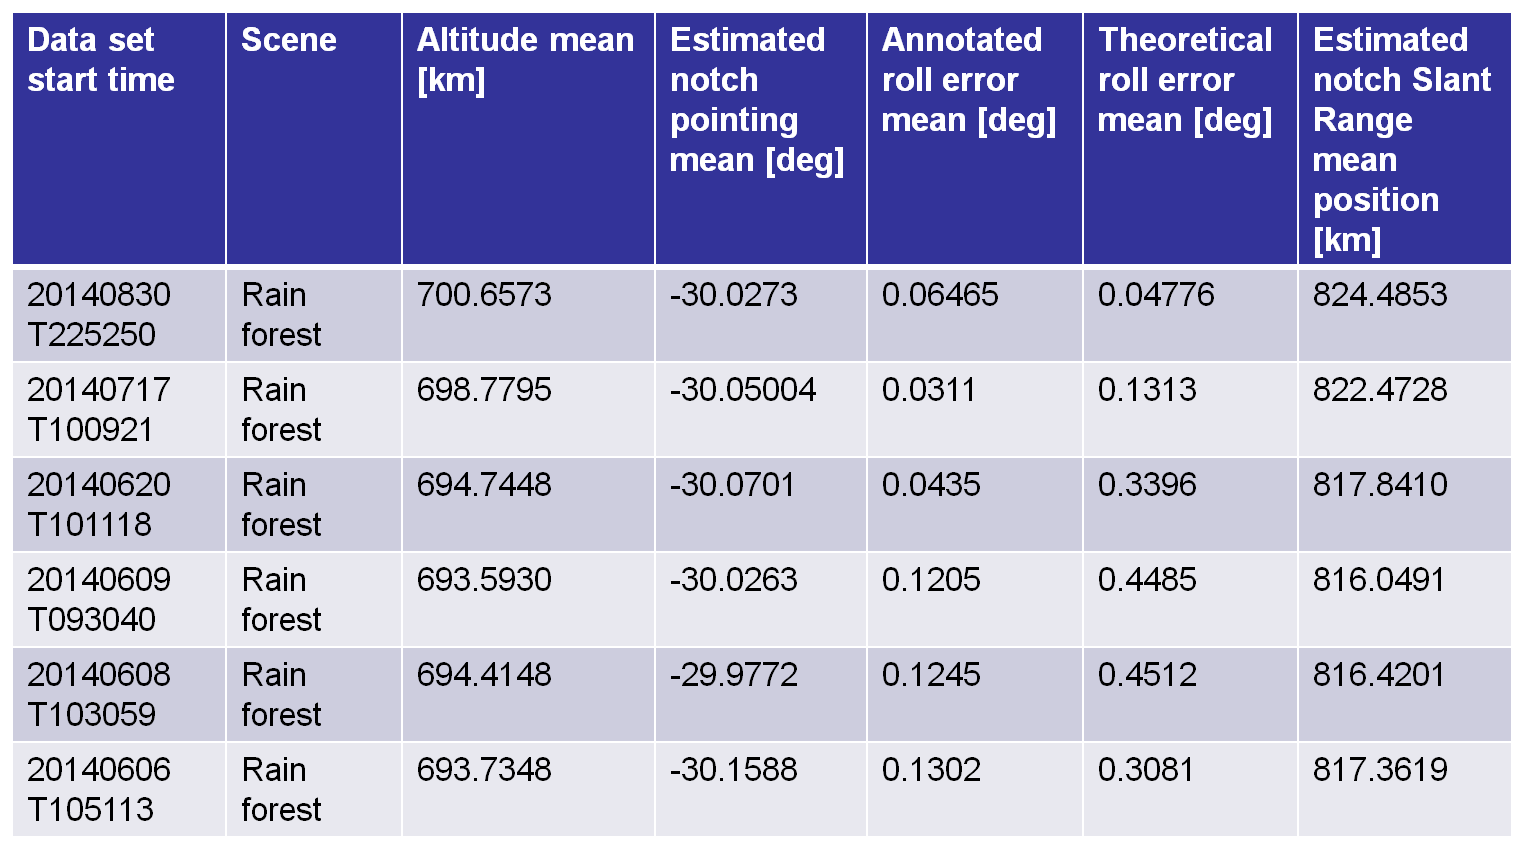 Data set
start time
Scene
Altitude mean
[km]
Estimated
notch
pointing
mean [deg]
Annotated
roll error
mean [deg]
Theoretical
roll error
mean [deg]
Estimated
notch Slant
Range
mean
position
[km]
20140830
T225250
Rain
forest
700.6573
-30.0273
0.06465
0.04776
824.4853
20140717
T100921
Rain
forest
698.7795
-30.05004
0.0311
0.1313
822.4728
20140620
T101118
Rain
forest
694.7448
-30.0701
0.0435
0.3396
817.8410
20140609
T093040
Rain
forest
693.5930
-30.0263
0.1205
0.4485
816.0491
20140608
T103059
Rain
forest
694.4148
-29.9772
0.1245
0.4512
816.4201
20140606
T105113
Rain
forest
693.7348
-30.1588
0.1302
0.3081
817.3619